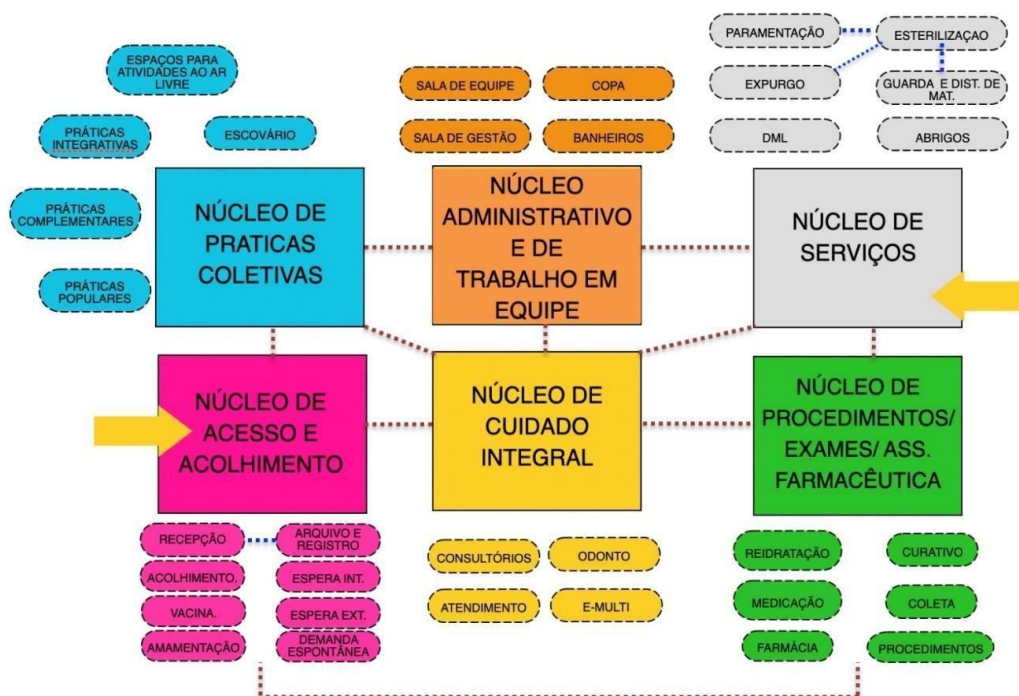 ESPAÇOS PARA
ATIVIDADES AO AR
LIVRE
PRÁTICAS
INTEGRATIVAS
ESCOVÁRIO
PRÁTICAS
COMPLEMENTARES
PRÁTICAS
POPULARES
NÚCLEO DE
PRATICAS
COLETIVAS
SALA DE EQUIPE
COPA
SALA DE GESTÃO
BANHEIROS
NÚCLEO
ADMINISTRATIVO
E DE
TRABALHO EM
EQUIPE
PARAMENTAÇÃO
ESTERILIZAÇAO
EXPURGO
GUARDA E DIST. DE
MAT.
DML
ABRIGOS
NÚCLEO DE
SERVIÇOS
NÚCLEO DE
ACESSO E
ACOLHIMENTO
NÚCLEO DE
CUIDADO
INTEGRAL
NÚCLEO DE
PROCEDIMENTOS/
EXAMES/ ASS.
FARMACÊUTICA
RECEPÇÃO
ARQUIVO E
REGISTRO
ACOLHIMENTO.
ESPERA INT.
VACINA.
ESPERA EXT.
AMAMENTAÇÃO
DEMANDA
ESPONTÂNEA
CONSULTÓRIOS
ODONTO
ATENDIMENTO
E-MULTI
REIDRATAÇÃO
CURATIVO
MEDICAÇÃO
COLETA
FARMÁCIA
PROCEDIMENTOS